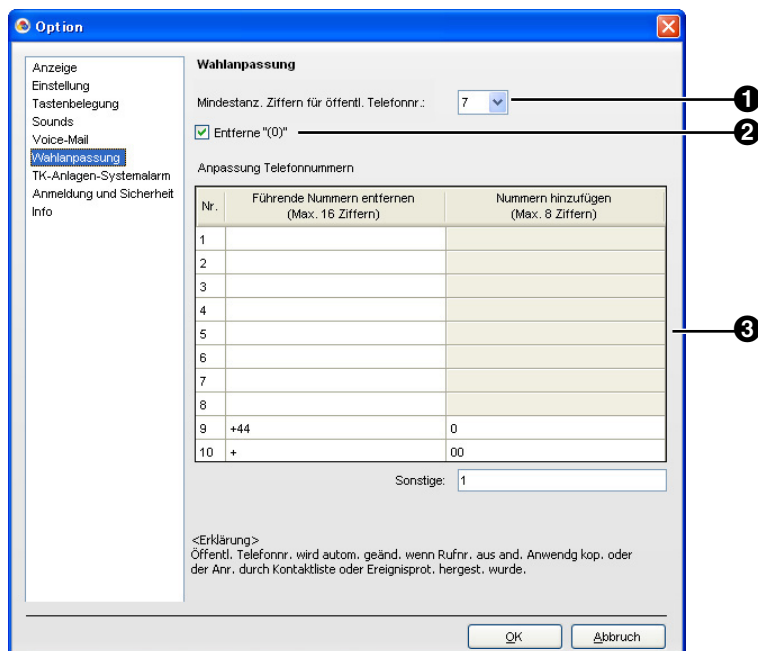 Option
Anzeige
Einstellung
Tastenbelegung
Sounds
Voice-Mail
Wahlanpassung
TK-Anlagen-Systemalarm
Anmeldung und Sicherheit
Info
Wahlanpassung
Mindestanz. Ziffern für öffentl. Telefonnr.: 7
Entferne "(0)"
Anpassung Telefonnummern
Nr. Führende Nummern entfernen (Max. 16 Ziffern) Nummern hinzufügen (Max. 8 Ziffern)
1
2
3
4
5
6
7
8
9 +44 0
10 + 00
Sonstige: 1
<Erklärung>
Öffentl. Telefonnr. wird autom. geänd. wenn Rufnr. aus and. Anwendg kop. oder
der Anr. durch Kontaktliste oder Ereignisprot. hergest. wurde.
OK Abbruch
1
2
3